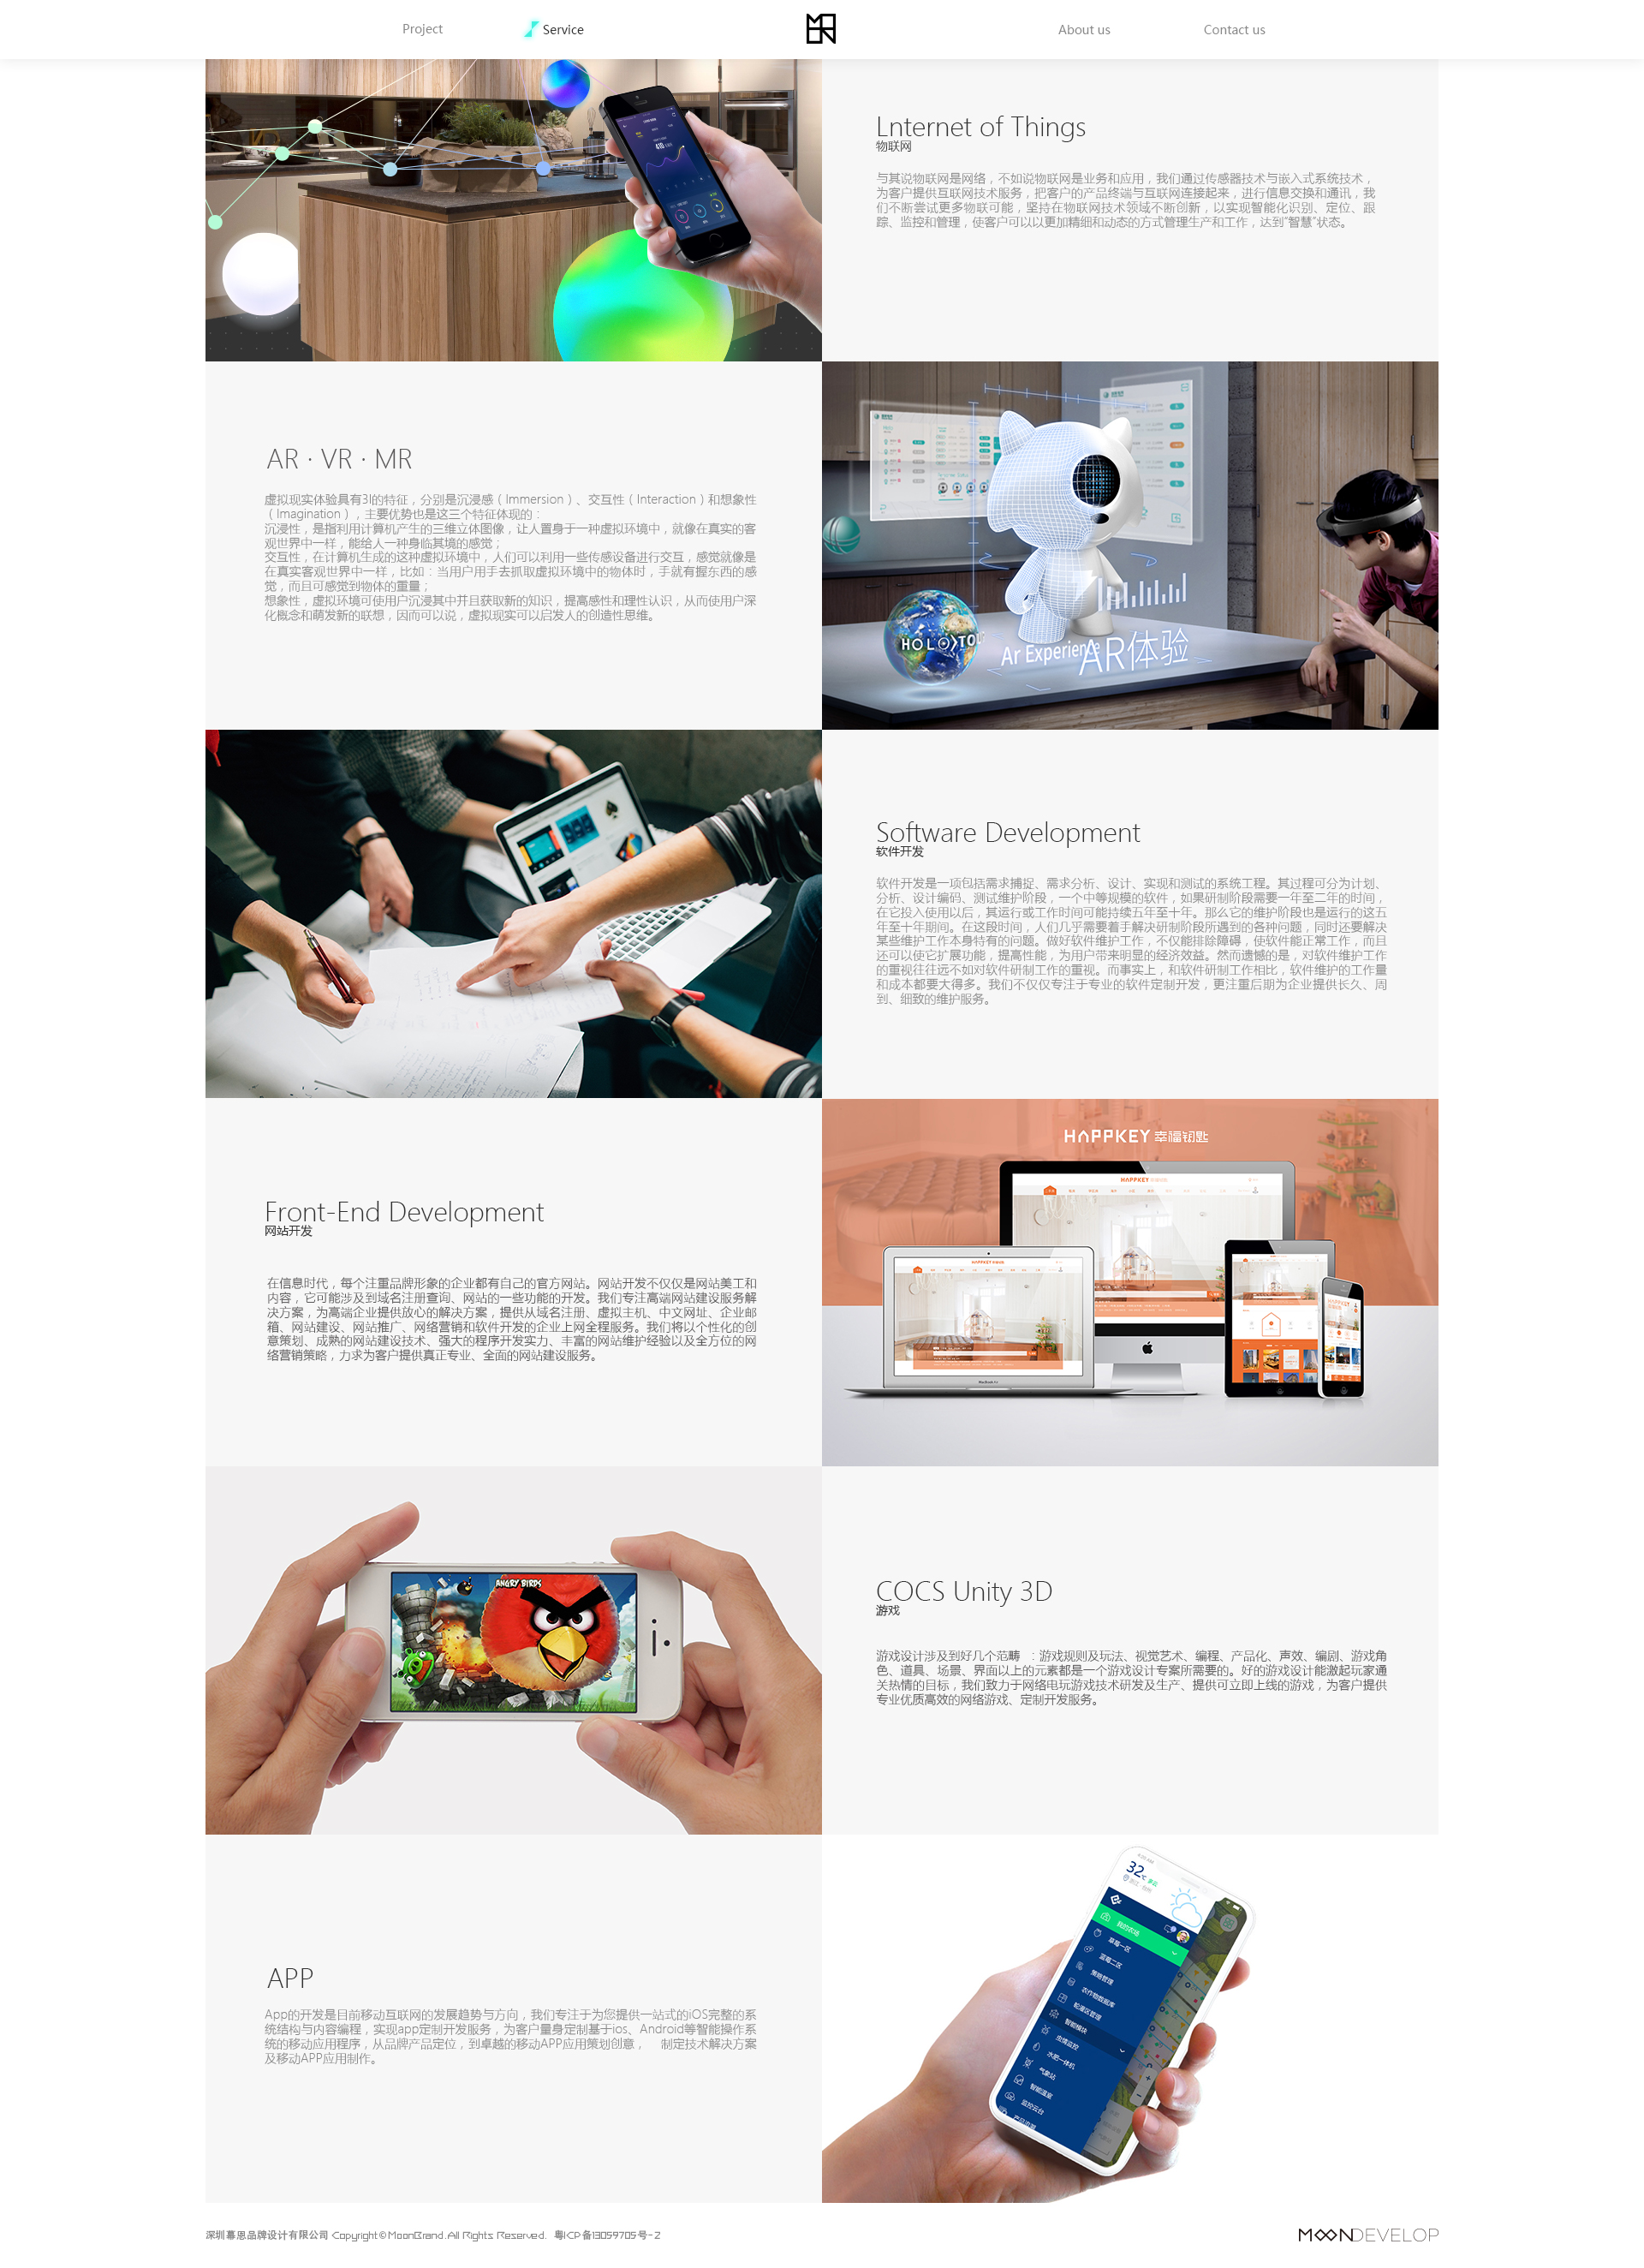 Project
Service
About us
Contact us
Lnternet of Things
物联网
与其说物联网是网络，不如说物联网是业务和应用，我们通过传感器技术与嵌入式系统技术，
为客户提供互联网技术服务，把客户的产品终端与互联网连接起来，进行信息交换和通讯，我
们不断尝试更多物联可能，坚持在物联网技术领域不断创新，以实现智能化识别、定位、跟
踪、监控和管理，使客户可以以更加精细和动态的方式管理生产和工作，达到“智慧”状态。
AR · VR · MR
虚拟现实体验具有3I的特征，分别是沉浸感（Immersion）、交互性（Interaction）和想象性
（Imagination），主要优势也是这三个特征体现的：
沉浸性，是指利用计算机产生的三维立体图像，让人置身于一种虚拟环境中，就像在真实的客
观世界中一样，能给人一种身临其境的感觉；
交互性，在计算机生成的这种虚拟环境中，人们可以利用一些传感设备进行交互，感觉就像是
在真实客观世界中一样，比如：当用户用手去抓取虚拟环境中的物体时，手就有握东西的感
觉，而且可感觉到物体的重量；
想象性，虚拟环境可使用户沉浸其中并且获取新的知识，提高感性和理性认识，从而使用户深
化概念和萌发新的联想，因而可以说，虚拟现实可以启发人的创造性思维。
HOLO TOU
Ar Experience
AR体验
Software Development
软件开发
软件开发是一项包括需求捕捉、需求分析、设计、实现和测试的系统工程。其过程可分为计划、
分析、设计编码、测试维护阶段，一个中等规模的软件，如果研制阶段需要一年至二年的时间，
在它投入使用以后，其运行或工作时间可能持续五年至十年。那么它的维护阶段也是运行的这五
年至十年期间。在这段时间，人们几乎需要着手解决研制阶段所遇到的各种问题，同时还要解决
某些维护工作本身特有的问题。做好软件维护工作，不仅能排除障碍，使软件能正常工作，而且
还可以使它扩展功能，提高性能，为用户带来明显的经济效益。然而遗憾的是，对软件维护工作
的重视往往远不如对软件研制工作的重视。而事实上，和软件研制工作相比，软件维护的工作量
和成本都要大得多。我们不仅仅专注于专业的软件定制开发，更注重后期为企业提供长久、周
到、细致的维护服务。
Front-End Development
网站开发
在信息时代，每个注重品牌形象的企业都有自己的官方网站。网站开发不仅仅是网站美工和
内容，它可能涉及到域名注册查询、网站的一些功能的开发。我们专注高端网站建设服务解
决方案，为高端企业提供放心的解决方案，提供从域名注册、虚拟主机、中文网址、企业邮
箱、网站建设、网站推广、网络营销和软件开发的企业上网全程服务。我们将以个性化的创
意策划、成熟的网站建设技术、强大的程序开发实力、丰富的网站维护经验以及全方位的网
络营销策略，力求为客户提供真正专业、全面的网站建设服务。
HAPPKEY 幸福钥匙
HAPPKEY
MacBook Air
ANGRY BIRDS
COCS Unity 3D
游戏
游戏设计涉及到好几个范畴 ：游戏规则及玩法、视觉艺术、编程、产品化、声效、编剧、游戏角
色、道具、场景、界面以上的元素都是一个游戏设计专案所需要的。好的游戏设计能激起玩家通
关热情的目标，我们致力于网络电玩游戏技术研发及生产、提供可立即上线的游戏，为客户提供
专业优质高效的网络游戏、定制开发服务。
APP
App的开发是目前移动互联网的发展趋势与方向，我们专注于为您提供一站式的iOS完整的系
统结构与内容编程，实现app定制开发服务，为客户量身定制基于ios、Android等智能操作系
统的移动应用程序，从品牌产品定位，到卓越的移动APP应用策划创意， 制定技术解决方案
及移动APP应用制作。
32℃ 多云
我的农场
草莓一区
蓝莓二区
策略管理
农作物数据库
轮灌区管理
智能模块
虫情监控
水肥一体机
气象站
智能温室
监控云台
深圳慕思品牌设计有限公司 Copyright © MoonBrand.All Rights Reserved. 粤ICP备13059705号-2
MOONDEVELOP